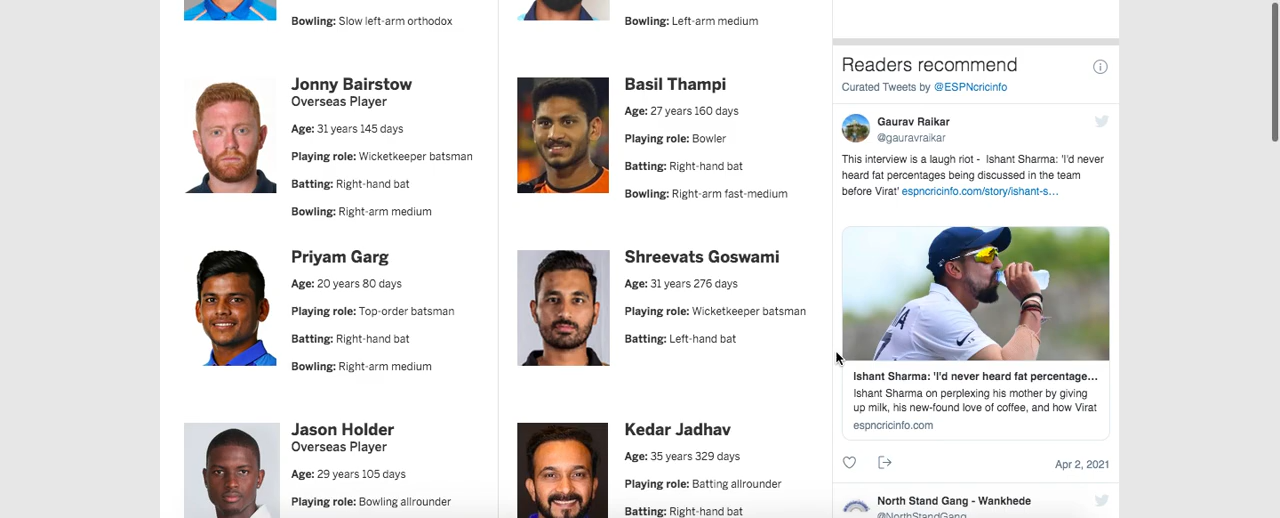 Bowling: Slow left-arm orthodox
Bowling: Left-arm medium
Jonny Bairstow
Overseas Player
Age: 31 years 145 days
Playing role: Wicketkeeper batsman
Batting: Right-hand bat
Bowling: Right-arm medium
Basil Thampi
Age: 27 years 160 days
Playing role: Bowler
Batting: Right-hand bat
Bowling: Right-arm fast-medium
Priyam Garg
Age: 20 years 80 days
Playing role: Top-order batsman
Batting: Right-hand bat
Bowling: Right-arm medium
Shreevats Goswami
Age: 31 years 276 days
Playing role: Wicketkeeper batsman
Batting: Left-hand bat
Jason Holder
Overseas Player
Age: 29 years 105 days
Playing role: Bowling allrounder
Kedar Jadhav
Age: 35 years 329 days
Playing role: Batting allrounder
Batting: Right-hand bat
Readers recommend
Curated Tweets by @ESPNcricinfo
Gaurav Raikar
@gauravraikar
This interview is a laugh riot - Ishant Sharma: 'I'd never
heard fat percentages being discussed in the team
before Virat' espncricinfo.com/story/ishant-s…
Ishant Sharma: 'I'd never heard fat percentage...
Ishant Sharma on perplexing his mother by giving
up milk, his new-found love of coffee, and how Virat
espncricinfo.com
Apr 2, 2021
North Stand Gang - Wankhede
@NorthStandGang